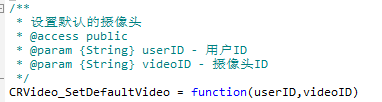 /**
 * 设置默认的摄像头
 * @access public
 * @param {String} userID - 用户ID
 * @param {String} videoID - 摄像头ID
 */
CRVideo_SetDefaultVideo = function(userID,videoID)